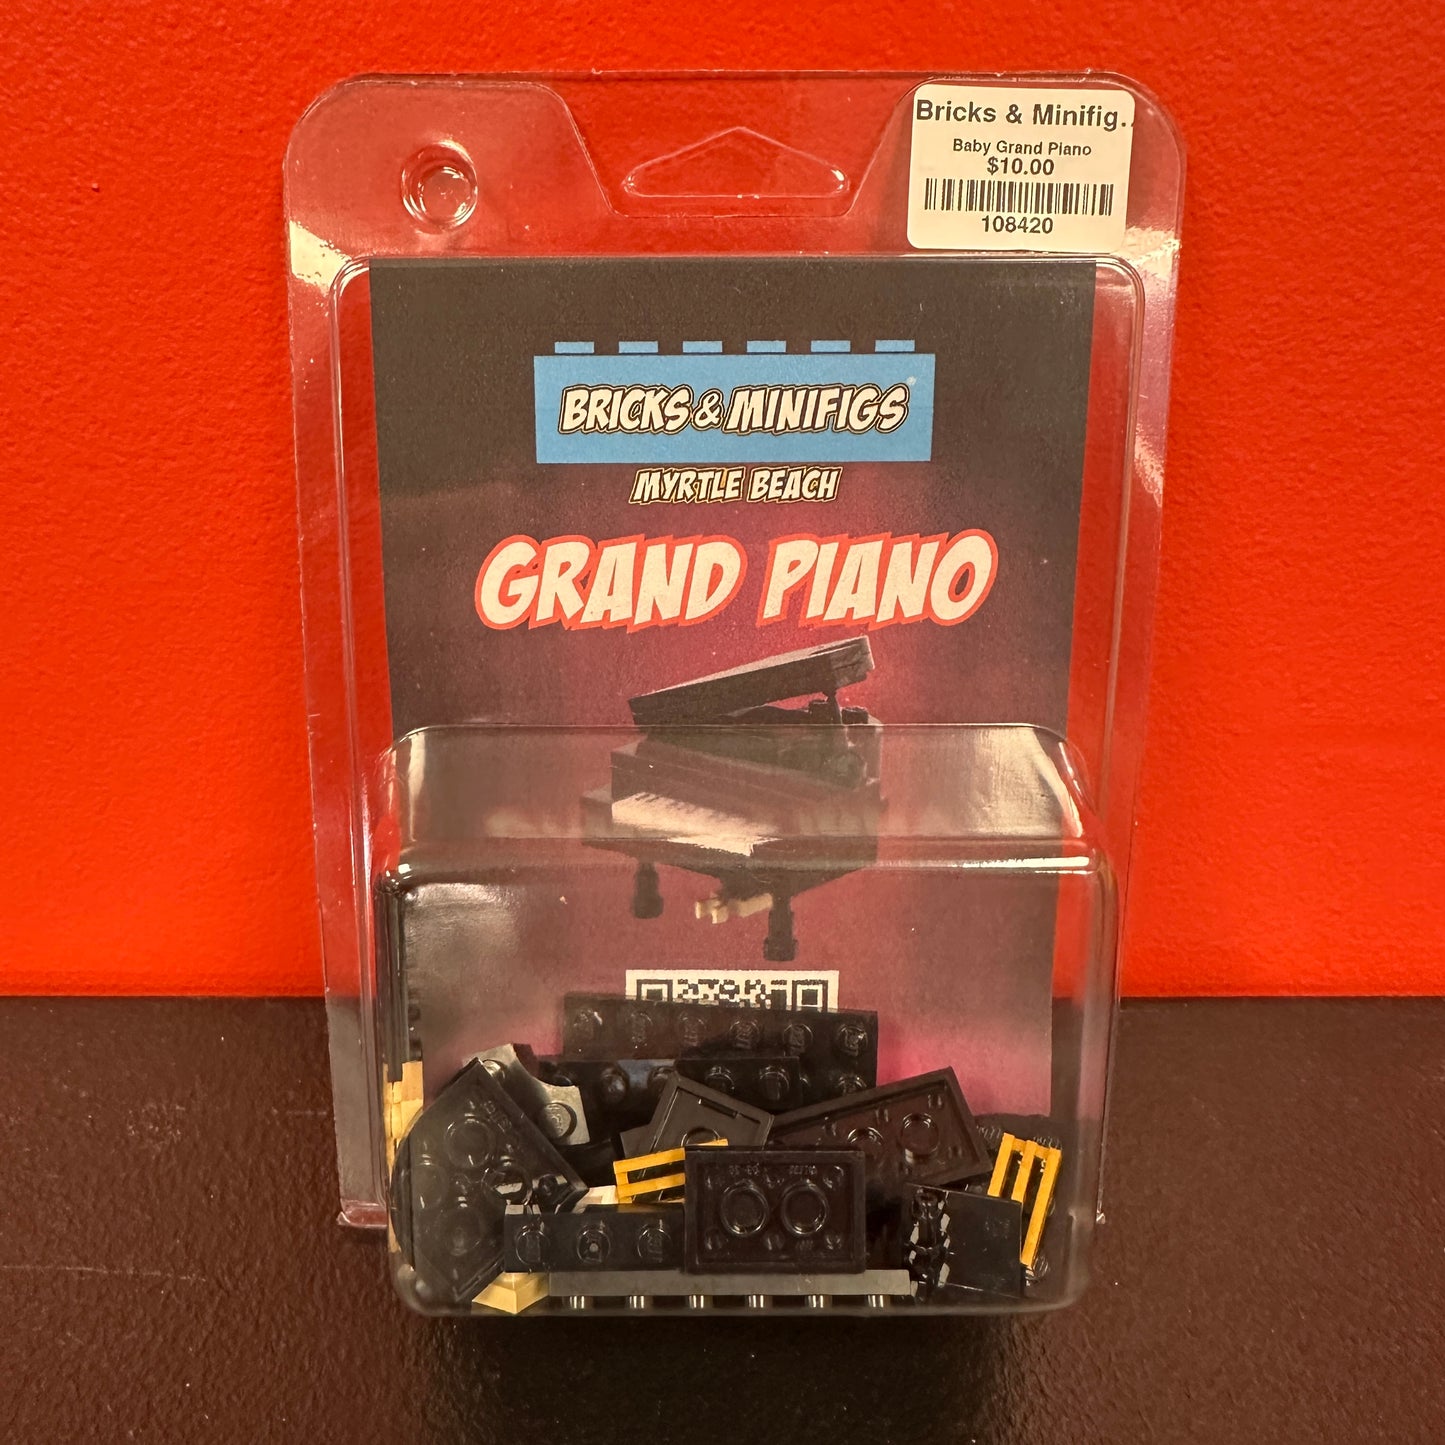 Bricks & Minifig..
Baby Grand Piano
$10.00
108420
BRICKS & MINIFIGS®
MYRTLE BEACH
GRAND PIANO